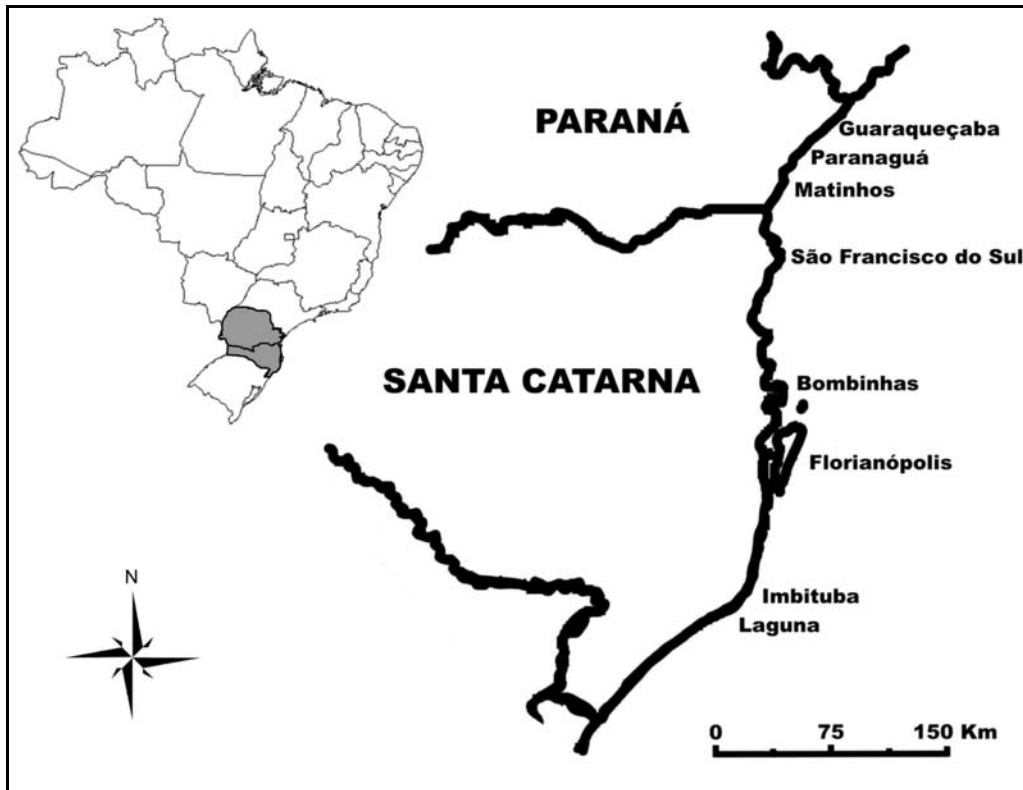 PARANÁ
Guaraqueçaba
Paranaguá
Matinhos
São Francisco do Sul
SANTA CATARNA
Bombinhas
Florianópolis
N
Imbituba
Laguna
0 75 150 Km